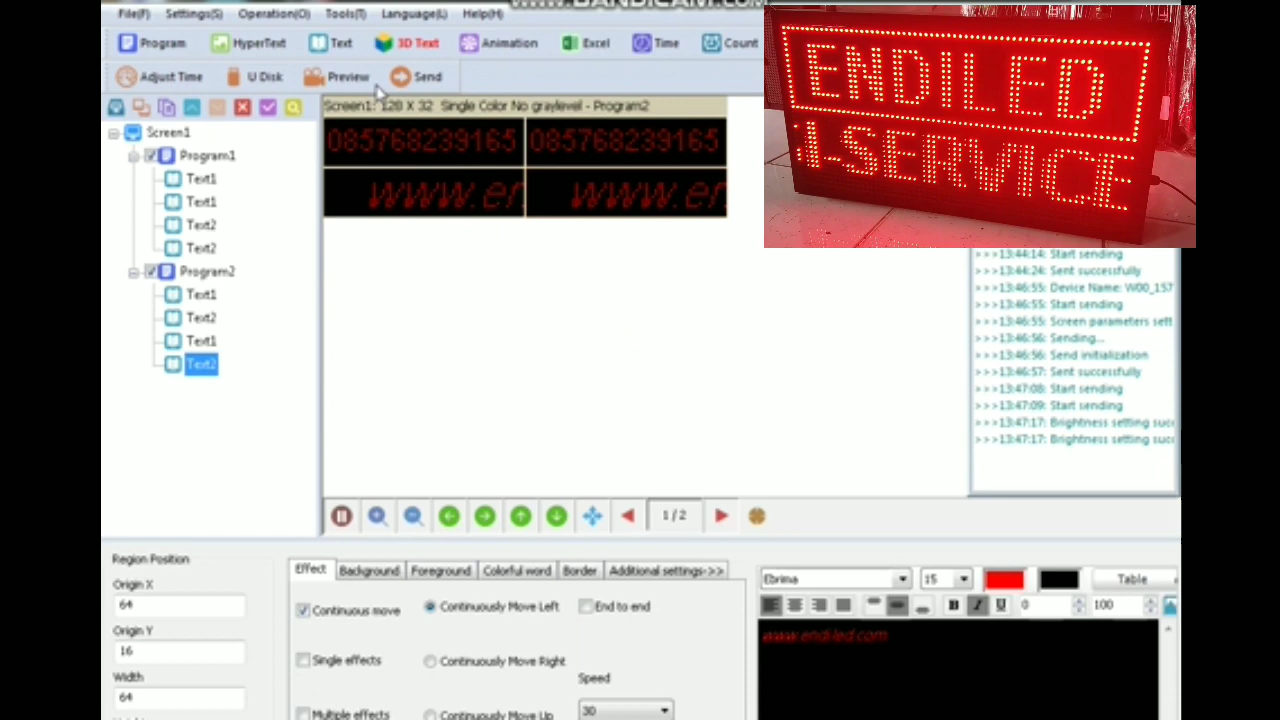 WWW.BANDICAM.COM
File(F) Settings(S) Operation(O) Tools(T) Language(L) Help(H)
Program HyperText Text 3D Text Animation Excel Time Count
Adjust Time U Disk Preview Send
Screen1: 128 X 32 Single Color No graylevel - Program2
Screen1
Program1
Text1
Text1
Text2
Text2
Program2
Text1
Text2
Text1
Text2
085768239165 085768239165
www.en www.en
ENDILED
-SERVICE
>>>13:44:14: Start sending
>>>13:44:24: Sent successfully
>>>13:46:55: Device Name: W00_157
>>>13:46:55: Start sending
>>>13:46:55: Screen parameters sett
>>>13:46:56: Sending...
>>>13:46:56: Send initialization
>>>13:46:57: Sent successfully
>>>13:47:08: Start sending
>>>13:47:09: Start sending
>>>13:47:17: Brightness setting succ
>>>13:47:17: Brightness setting succ
1/2
Region Position
Origin X
64
Origin Y
16
Width
64
Effect Background Foreground Colorful word Border Additional settings->>
Continuous move Continuously Move Left End to end
Single effects Continuously Move Right
Speed
30
Multiple effects Continuously Move Up
Ebrima 15 Table
B I U 0 100
www.endiled.com